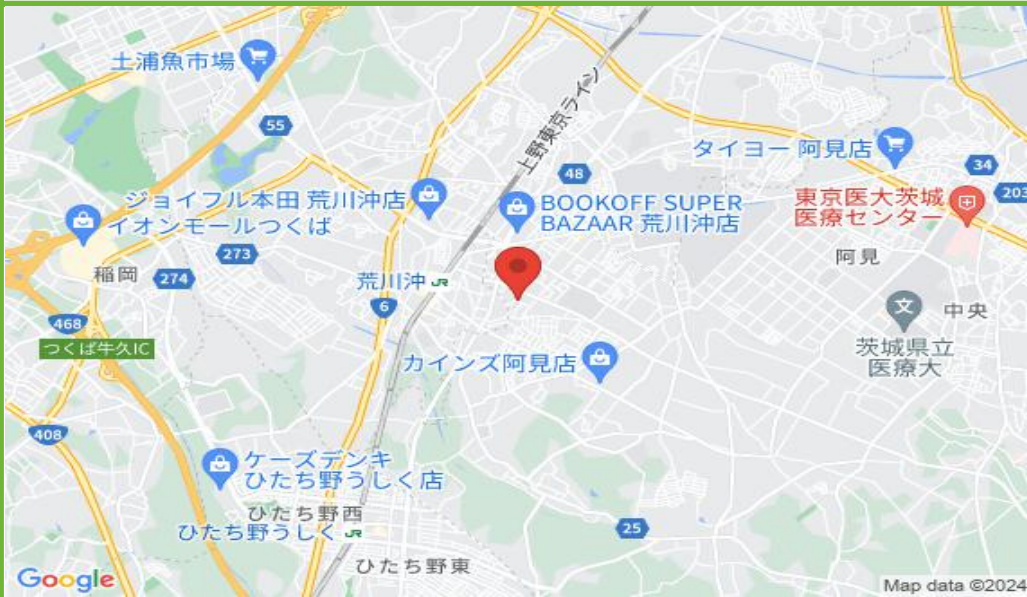 土浦魚市場
55
上野東京ライン
タイヨー 阿見店
48
34
203
ジョイフル本田 荒川沖店
BOOKOFF SUPER
BAZAAR 荒川沖店
東京医大茨城
医療センター
イオンモールつくば
273
阿見
稲岡
274
荒川沖 JR
6
中央
468
つくば牛久IC
カインズ阿見店
茨城県立
医療大
408
ケーズデンキ
ひたち野うしく店
ひたち野西
25
ひたち野うしく JR
ひたち野東
Google
Map data ©2024